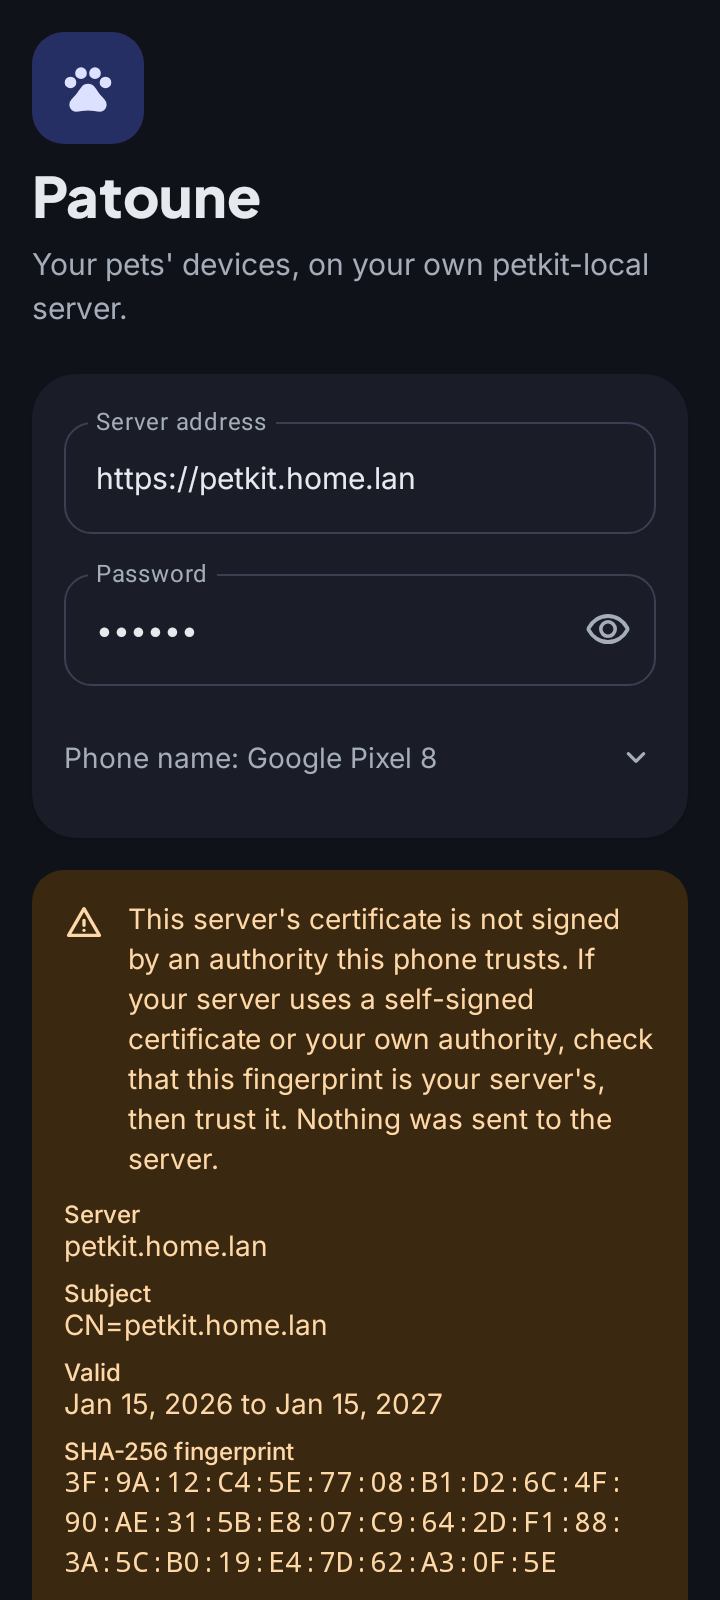 Patoune
Your pets' devices, on your own petkit-local
server.
Server address
https://petkit.home.lan
Password
••••••
Phone name: Google Pixel 8
This server's certificate is not signed
by an authority this phone trusts. If
your server uses a self-signed
certificate or your own authority, check
that this fingerprint is your server's,
then trust it. Nothing was sent to the
server.
Server
petkit.home.lan
Subject
CN=petkit.home.lan
Valid
Jan 15, 2026 to Jan 15, 2027
SHA-256 fingerprint
3F:9A:12:C4:5E:77:08:B1:D2:6C:4F:
90:AE:31:5B:E8:07:C9:64:2D:F1:88:
3A:5C:B0:19:E4:7D:62:A3:0F:5E